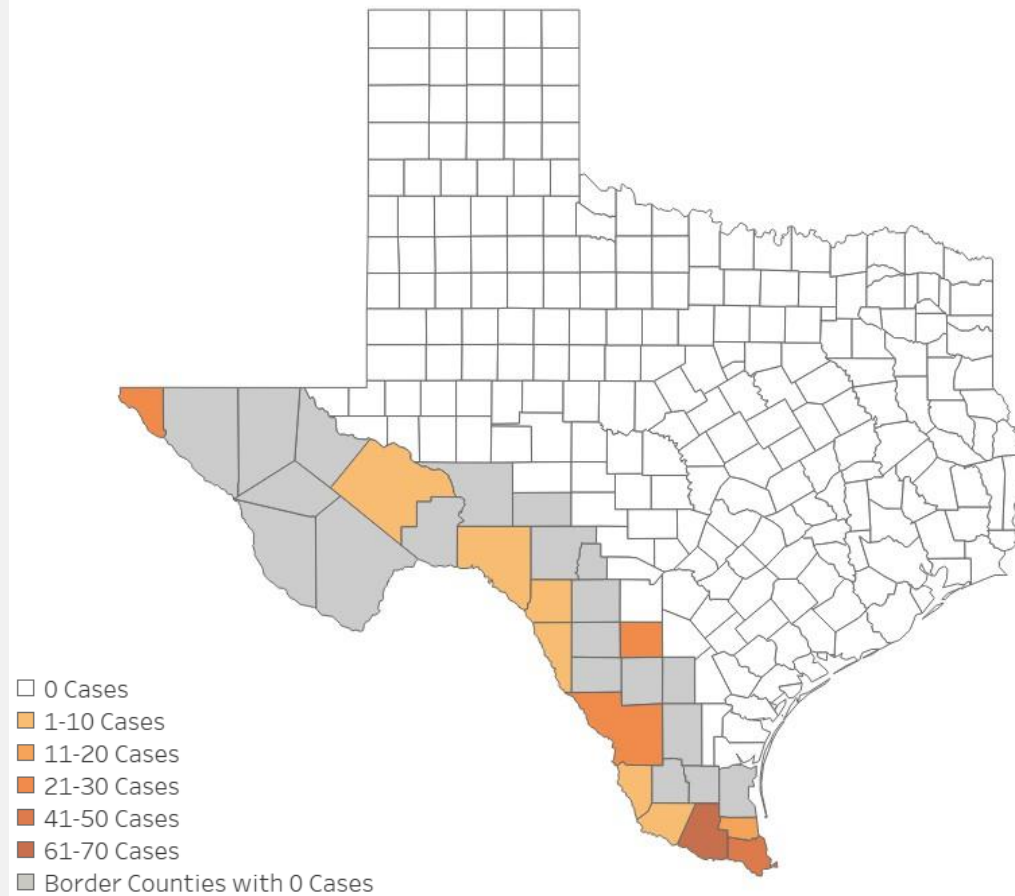 0 Cases
1-10 Cases
11-20 Cases
21-30 Cases
41-50 Cases
61-70 Cases
Border Counties with 0 Cases